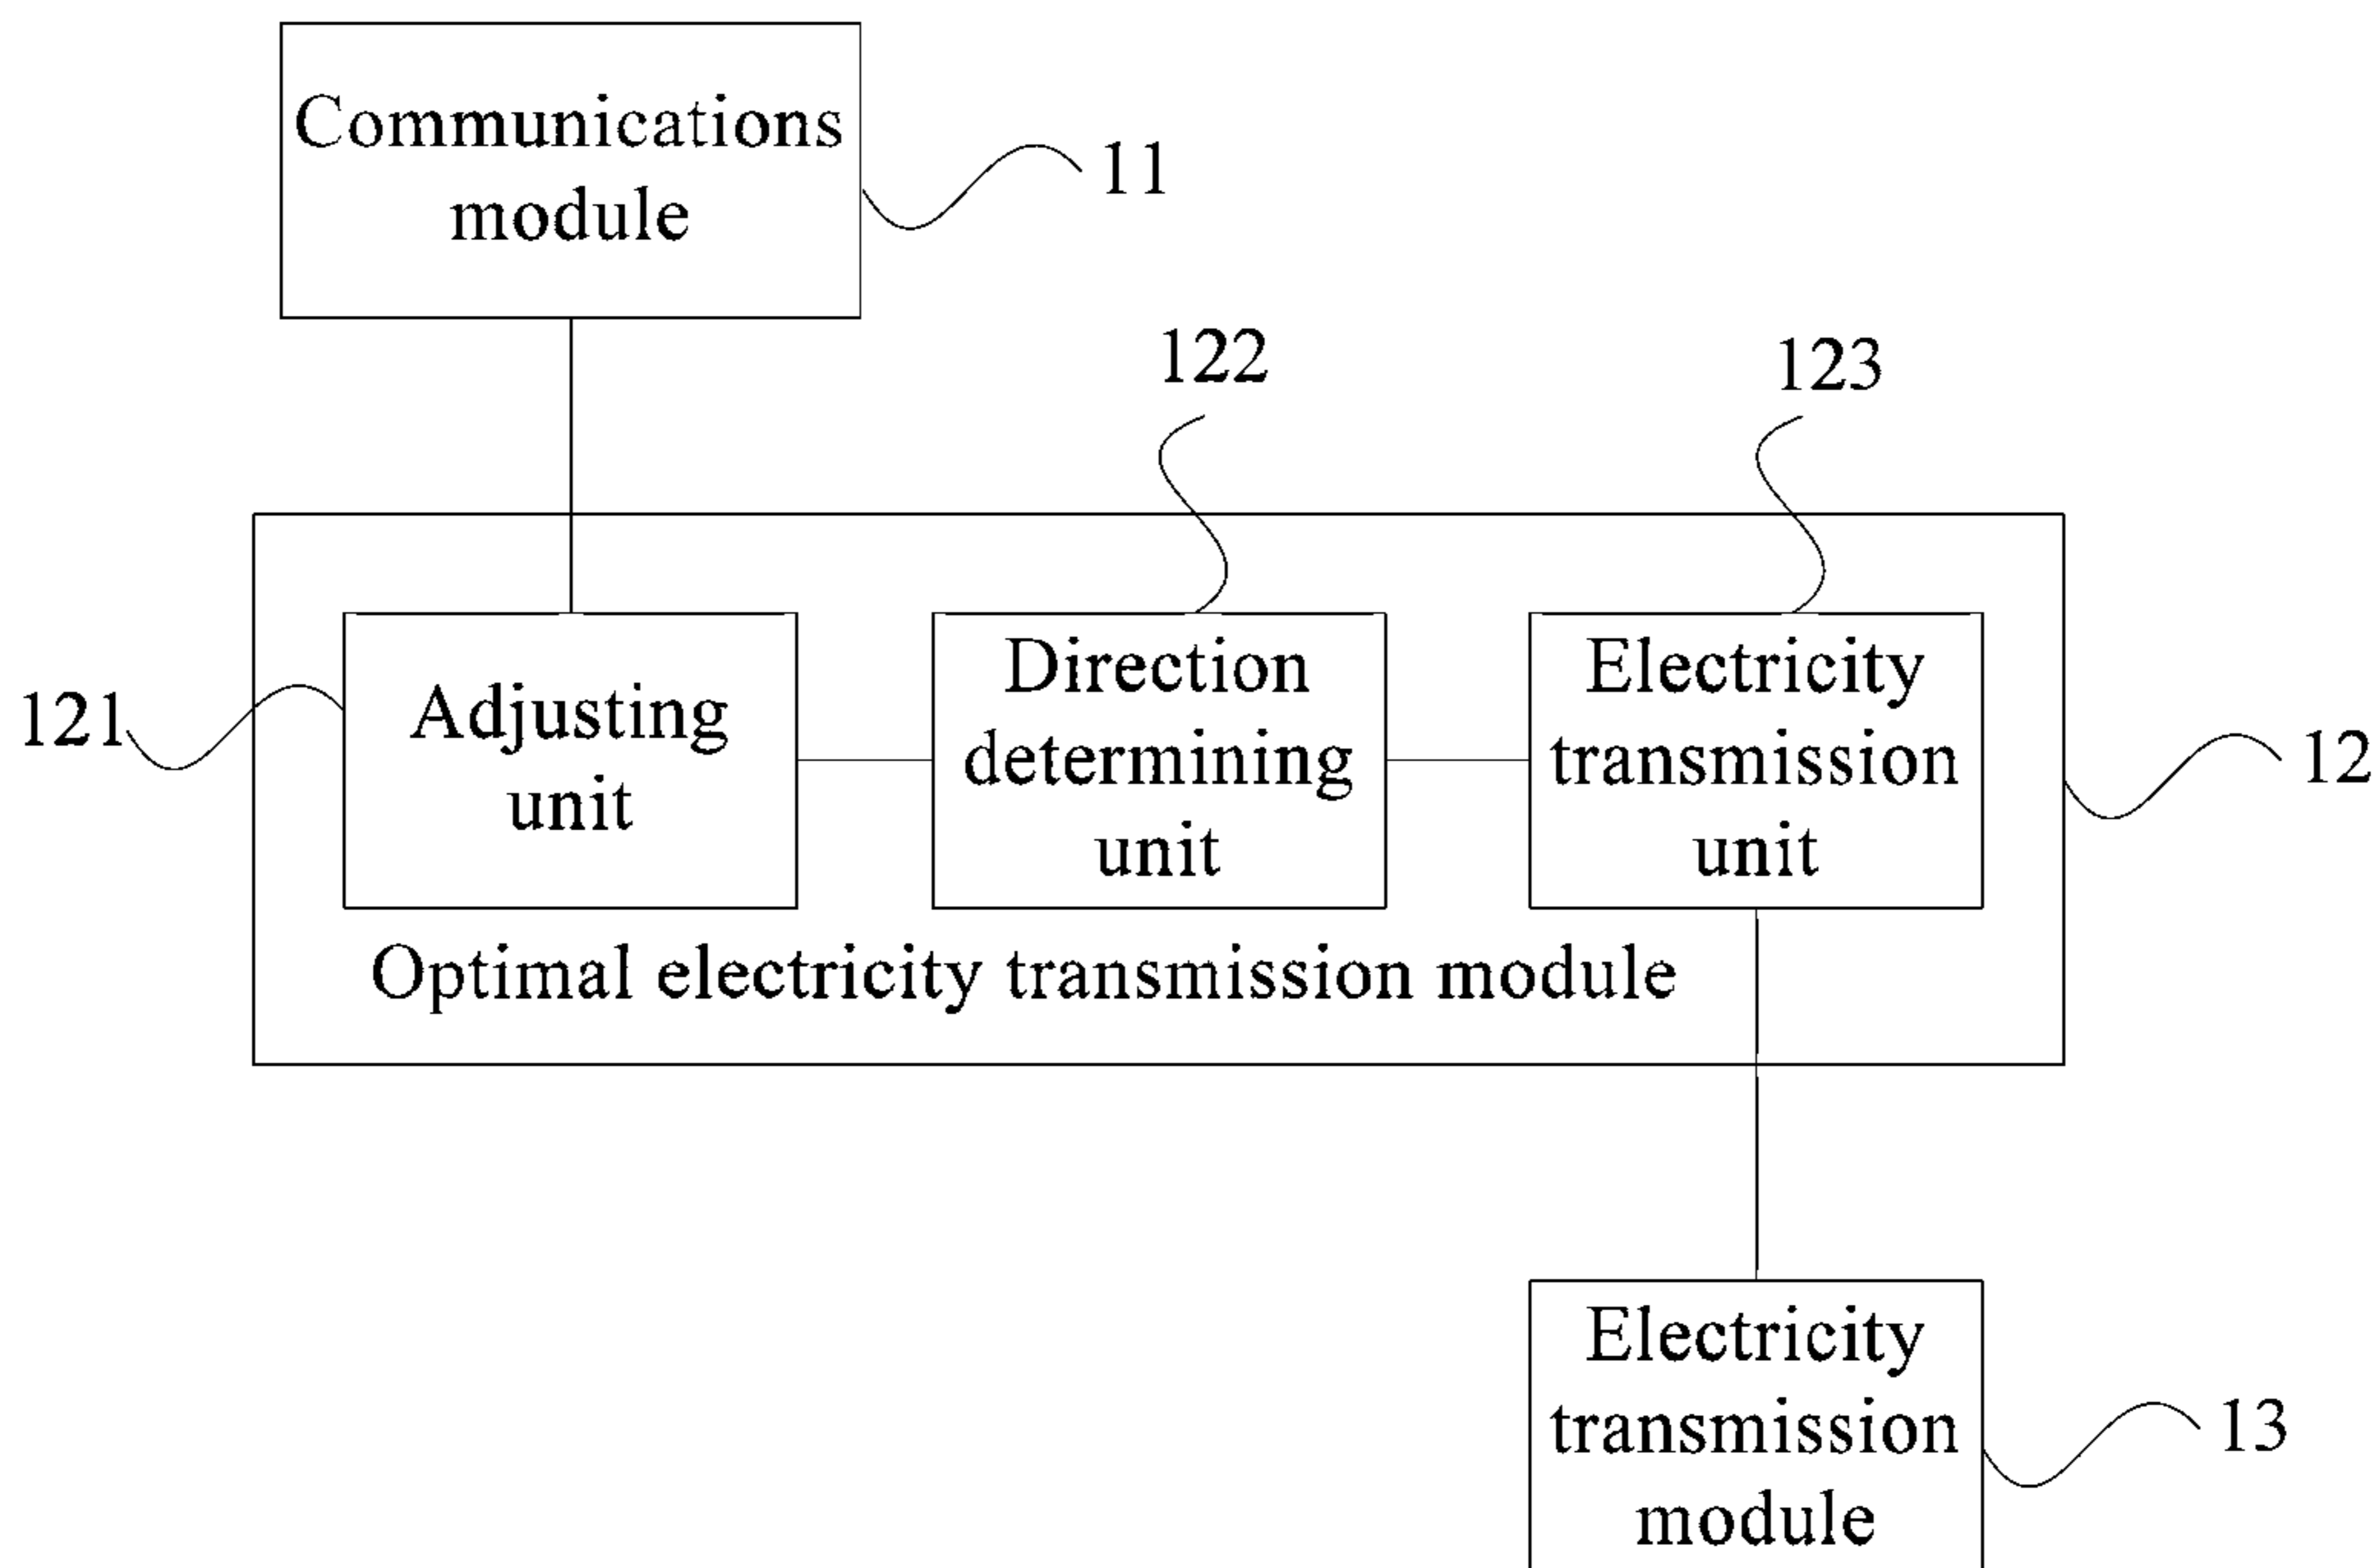 Communications
module
11
122
123
121
Adjusting
unit
Direction
determining
unit
Electricity
transmission
unit
12
Optimal electricity transmission module
Electricity
transmission
module
13